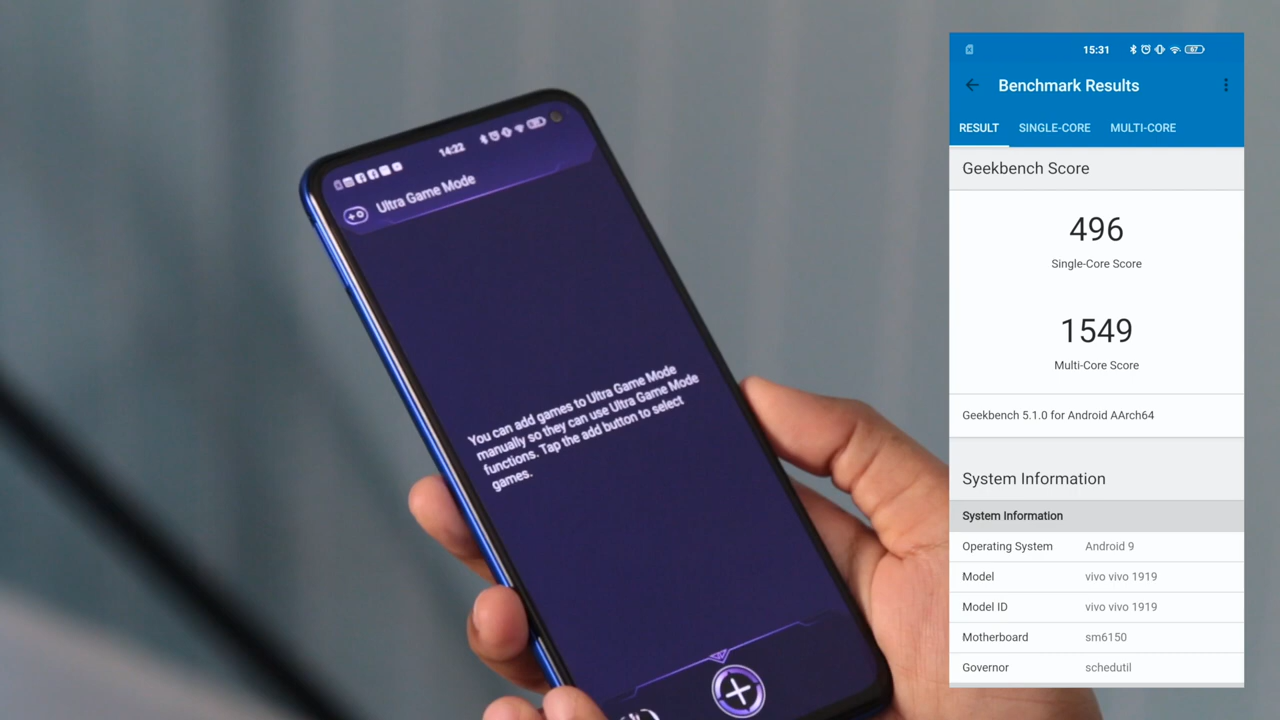 14:22
Ultra Game Mode
You can add games to Ultra Game Mode
manually so they can use Ultra Game Mode
functions. Tap the add button to select
games.
15:31
67
Benchmark Results
RESULT SINGLE-CORE MULTI-CORE
Geekbench Score
496
Single-Core Score
1549
Multi-Core Score
Geekbench 5.1.0 for Android AArch64
System Information
System Information
Operating System Android 9
Model vivo vivo 1919
Model ID vivo vivo 1919
Motherboard sm6150
Governor schedutil